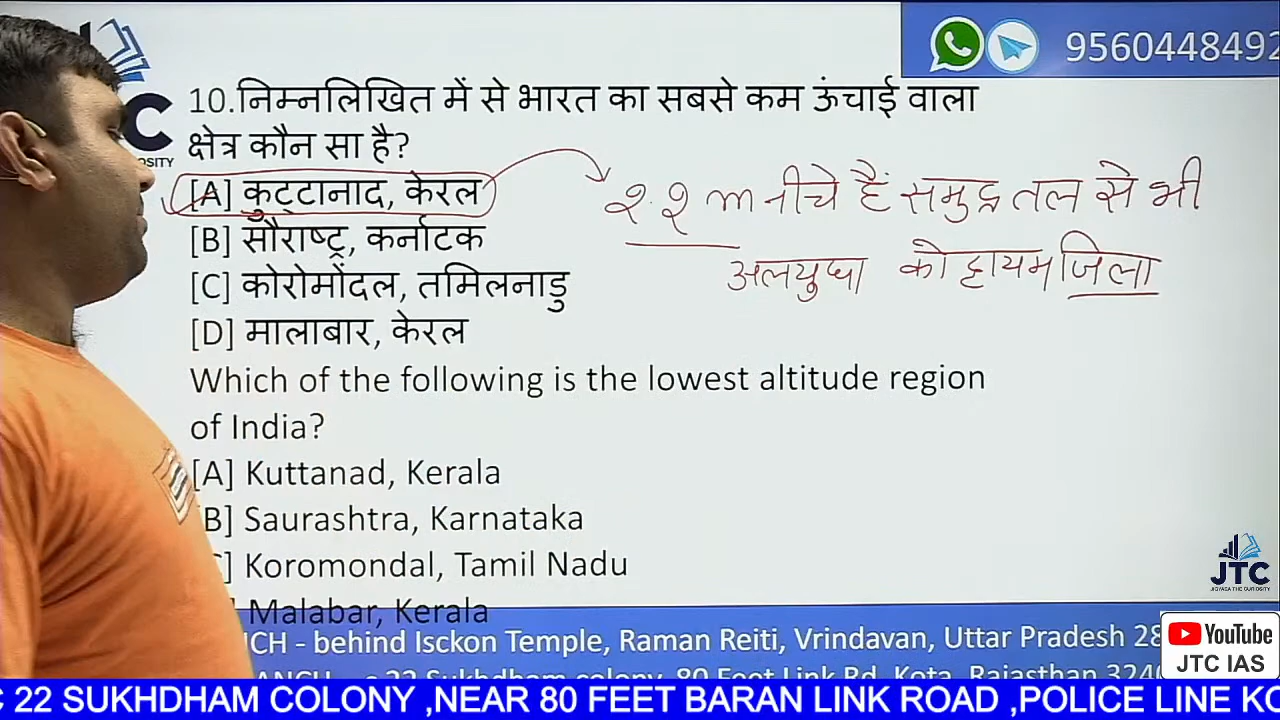 9560448492
10.निम्नलिखित में से भारत का सबसे कम ऊंचाई वाला
क्षेत्र कौन सा है?
[A] कुट्टानाद, केरल
2.2 m नीचे हैं समुद्र तल से भी
[B] सौराष्ट्र, कर्नाटक
को ट्टायम जिला
[C] कोरोमोंदल, तमिलनाडु
[D] मालाबार, केरल
Which of the following is the lowest altitude region
of India?
[A] Kuttanad, Kerala
B] Saurashtra, Karnataka
] Koromondal, Tamil Nadu
Malabar, Kerala
JTC
NCH - behind Isckon Temple, Raman Reiti, Vrindavan, Uttar Pradesh 28
YouTube
JTC IAS
C 22 SUKHDHAM COLONY ,NEAR 80 FEET BARAN LINK ROAD ,POLICE LINE KO